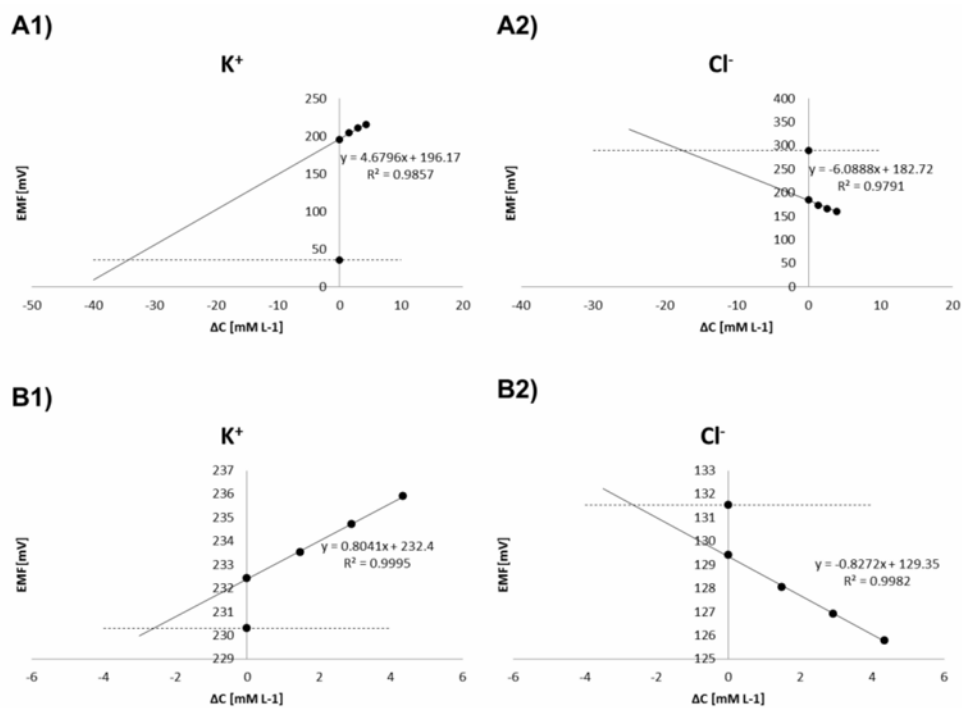 A1)
K⁺
EMF[mV]
250
200
150
100
50
0
y = 4.6796x + 196.17
R² = 0.9857
-50 -40 -30 -20 -10 0 10 20
ΔC [mM L-1]
A2)
Cl⁻
EMF[mV]
400
350
300
250
200
150
100
50
0
y = -6.0888x + 182.72
R² = 0.9791
-40 -30 -20 -10 0 10 20
ΔC [mM L-1]
B1)
K⁺
EMF[mV]
237
236
235
234
233
232
231
230
229
y = 0.8041x + 232.4
R² = 0.9995
-6 -4 -2 0 2 4 6
ΔC [mM L-1]
B2)
Cl⁻
EMF[mV]
133
132
131
130
129
128
127
126
125
y = -0.8272x + 129.35
R² = 0.9982
-6 -4 -2 0 2 4 6
ΔC [mM L-1]